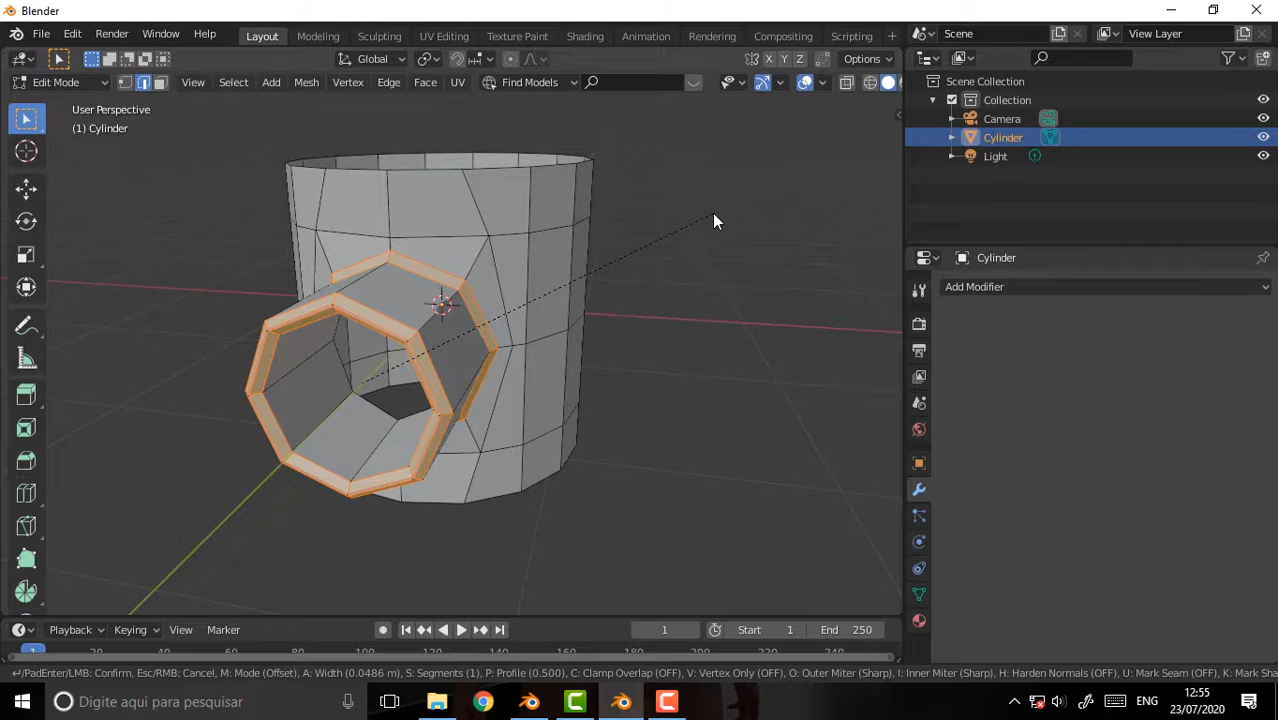 Blender
File Edit Render Window Help Layout Modeling Sculpting UV Editing Texture Paint Shading Animation Rendering Compositing Scripting + Scene View Layer
Global X Y Z Options
Edit Mode View Select Add Mesh Vertex Edge Face UV Find Models
User Perspective
(1) Cylinder
Scene Collection
Collection
Camera
Cylinder
Light
Cylinder
Add Modifier
Playback Keying View Marker 1 Start 1 End 250
1
/PadEnter/LMB: Confirm, Esc/RMB: Cancel, M: Mode (Offset), A: Width (0.0486 m), S: Segments (1), P: Profile (0.500), C: Clamp Overlap (OFF), V: Vertex Only (OFF), O: Outer Miter (Sharp), I: Inner Miter (Sharp), H: Harden Normals (OFF), U: Mark Seam (OFF), K: Mark Sha
Digite aqui para pesquisar
ENG
12:55
23/07/2020